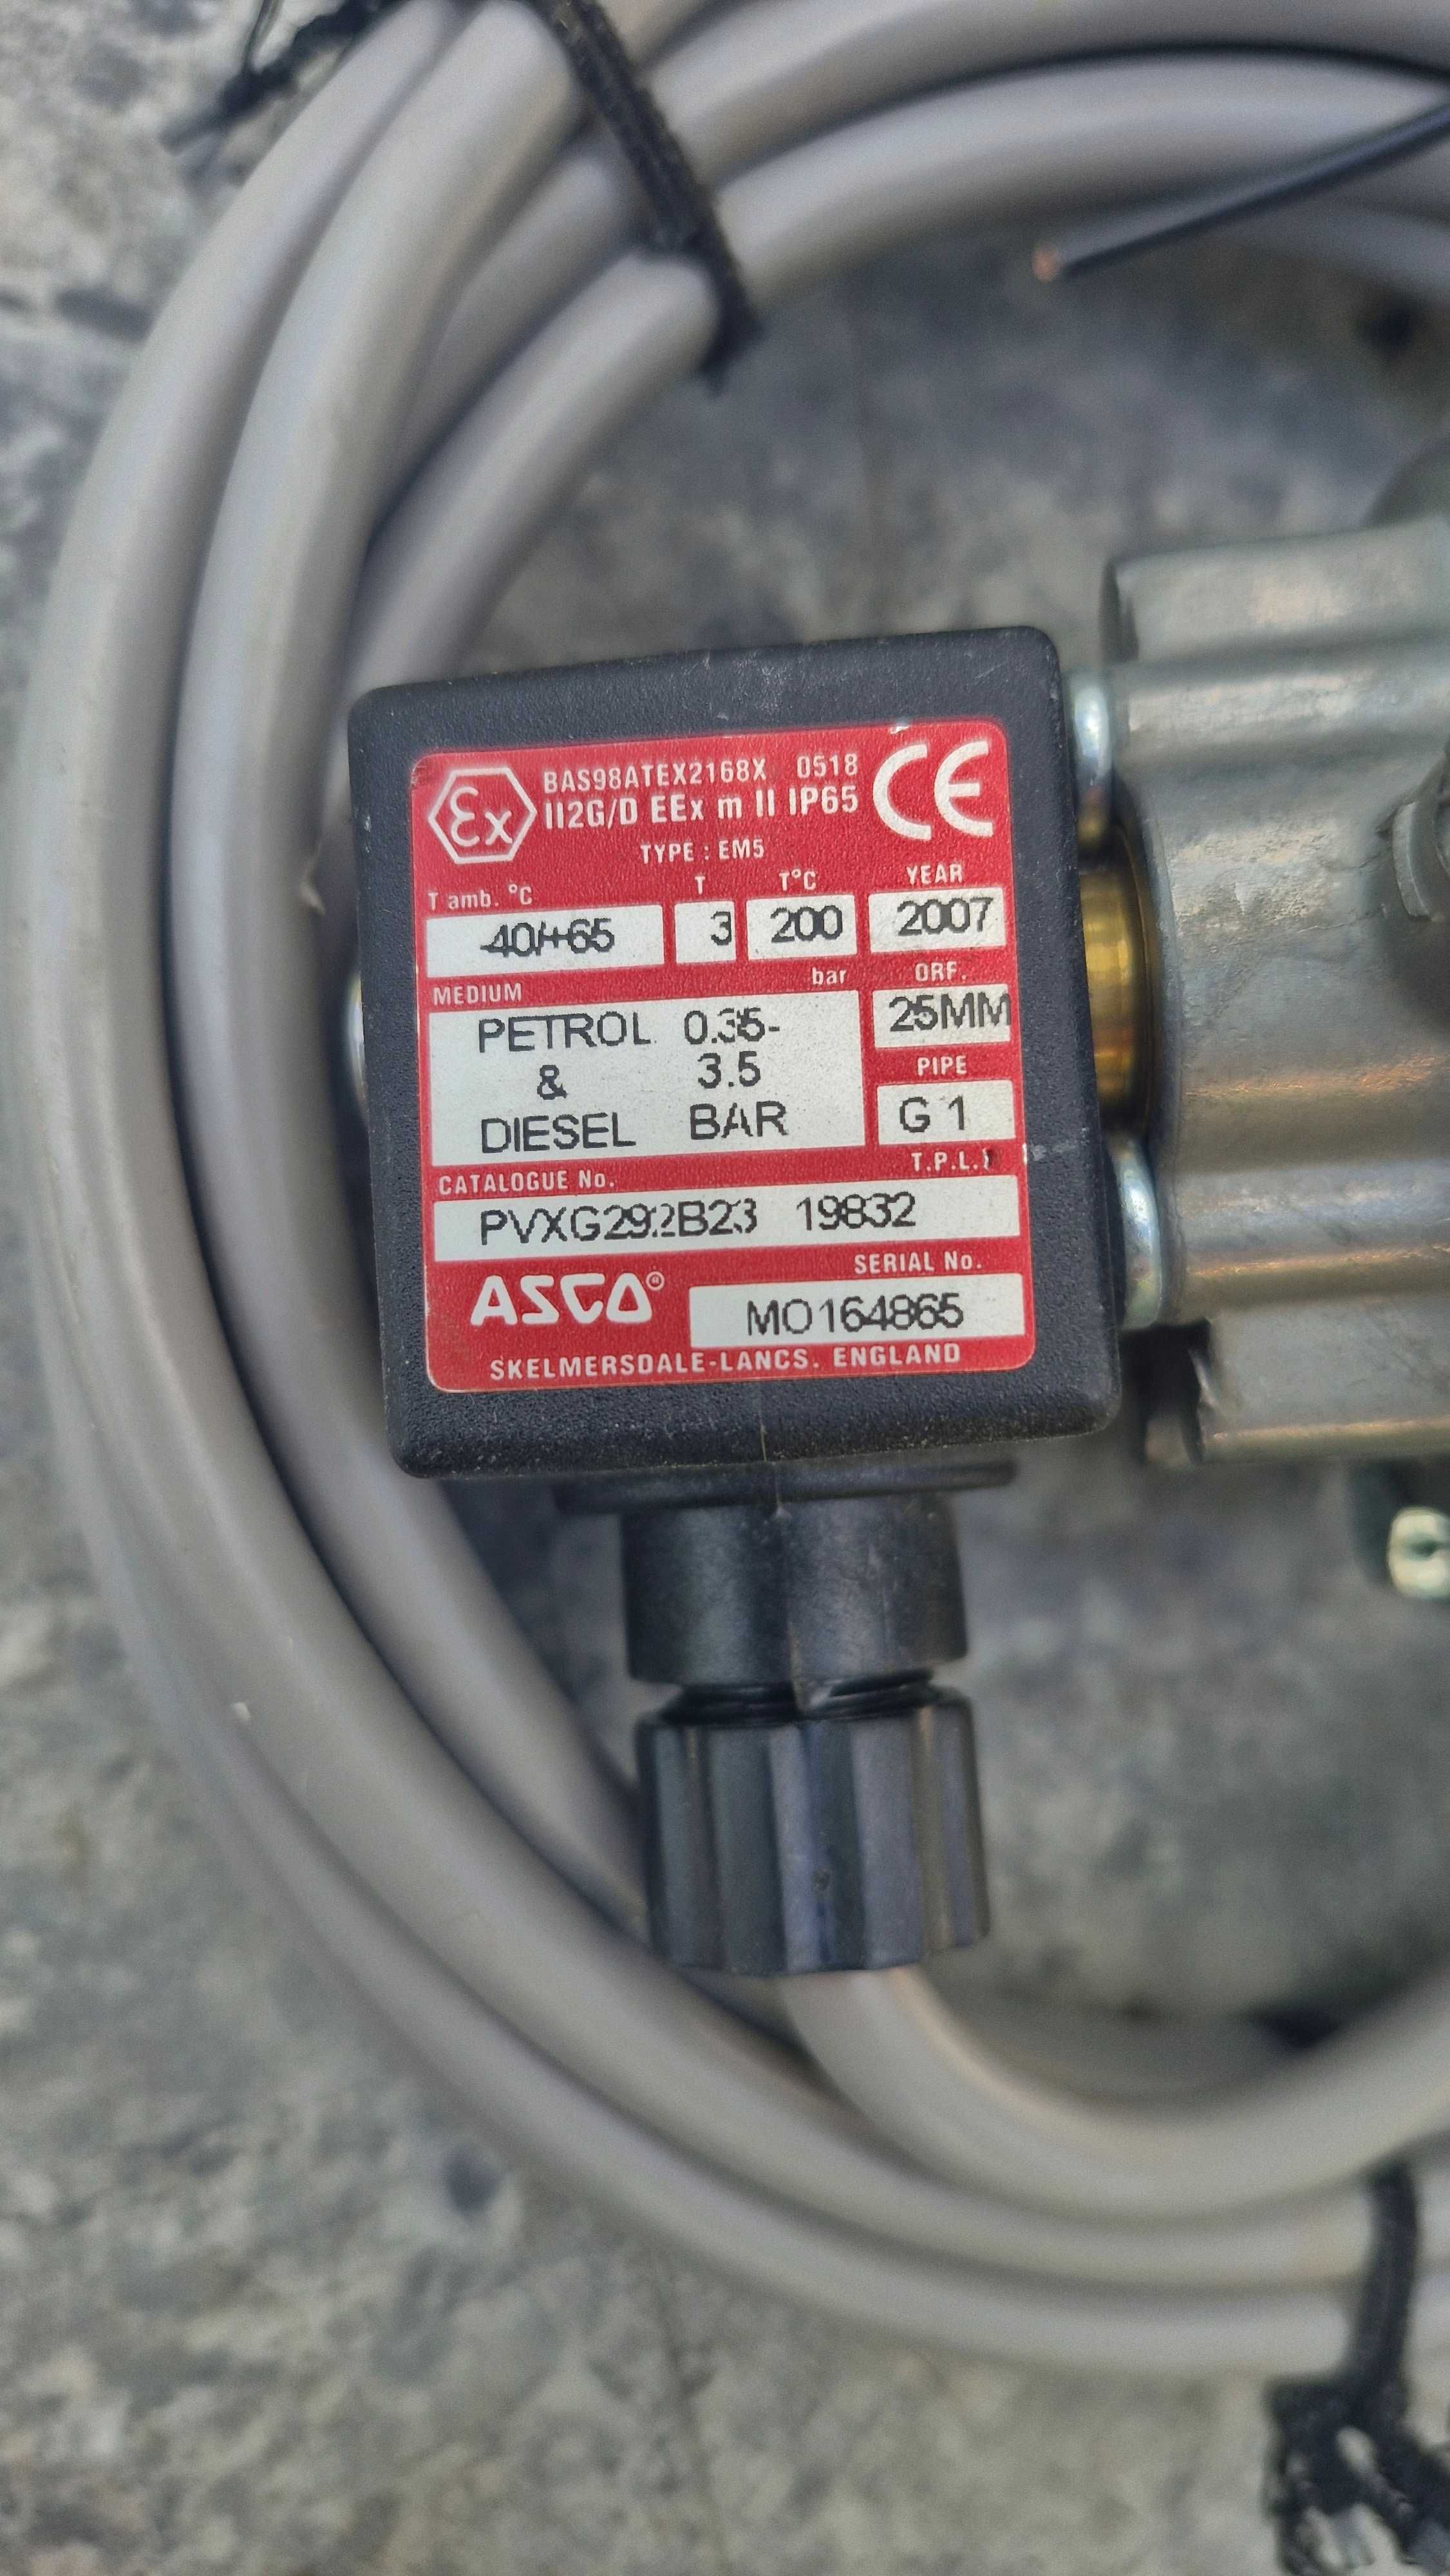 Ex BAS98ATEX2168X 0518 CE
II2G/D EEx m II IP65
TYPE : EM5
T amb. °C T T°C YEAR
-40/+65 3 200 2007
MEDIUM bar ORF.
PETROL 0.35- 25MM
& 3.5 PIPE
DIESEL BAR G 1
CATALOGUE No. T.P.L.
PVXG292B23 19832
SERIAL No.
ASCO® MO164865
SKELMERSDALE-LANCS. ENGLAND